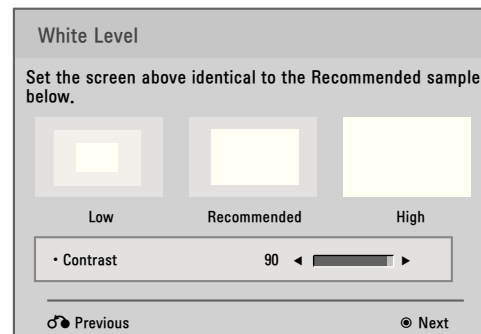 White Level
Set the screen above identical to the Recommended sample
below.
Low Recommended High
• Contrast 90 ◄ ►
Previous ◉ Next